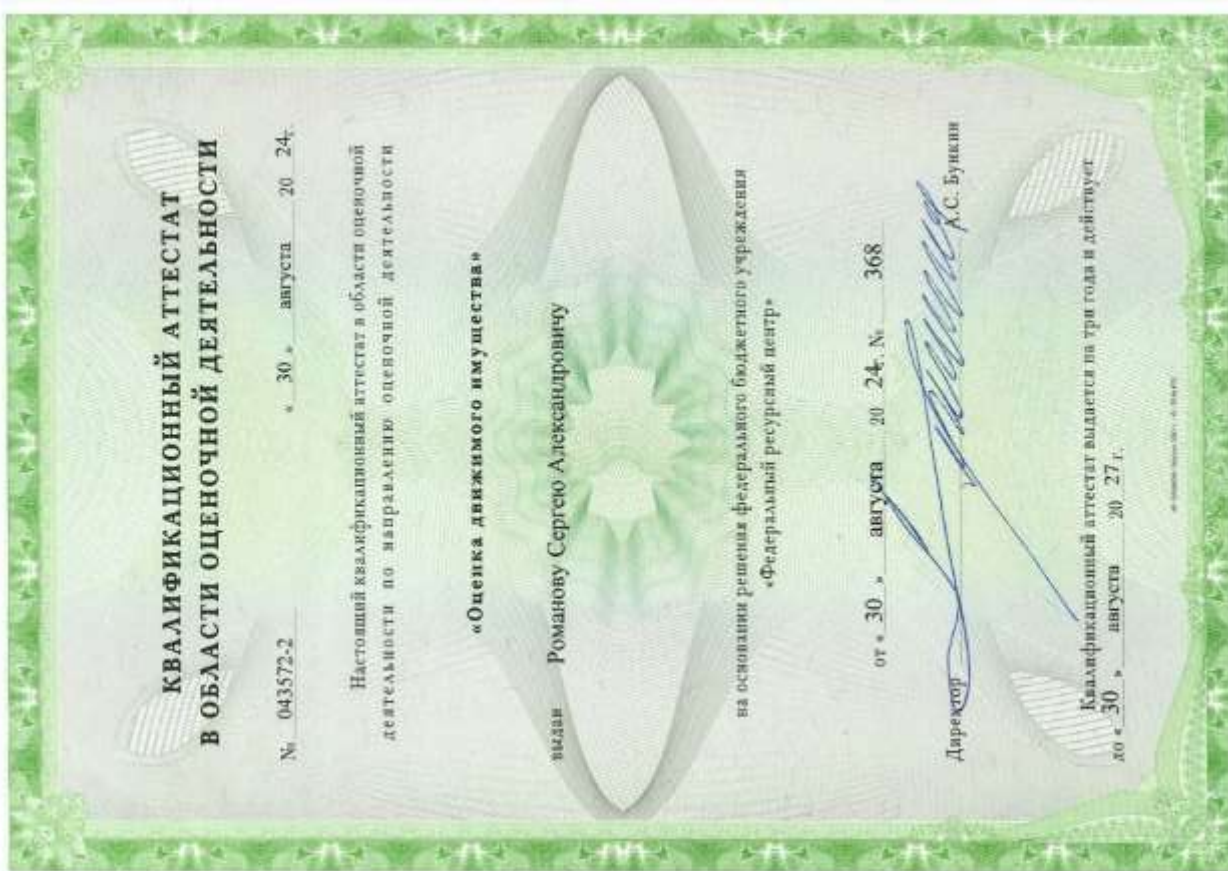 КВАЛИФИКАЦИОННЫЙ АТТЕСТАТ
В ОБЛАСТИ ОЦЕНОЧНОЙ ДЕЯТЕЛЬНОСТИ
№ 043572-2 « 30 » августа 20 24г.
Настоящий квалификационный аттестат в области оценочной
деятельности по направлению оценочной деятельности
«Оценка движимого имущества»
выдан Романову Сергею Александровичу
на основании решения федерального бюджетного учреждения
«Федеральный ресурсный центр»
от « 30 » августа 20 24г. № 368
Директор А.С. Бункин
Квалификационный аттестат выдается на три года и действует
до « 30 » августа 20 27 г.